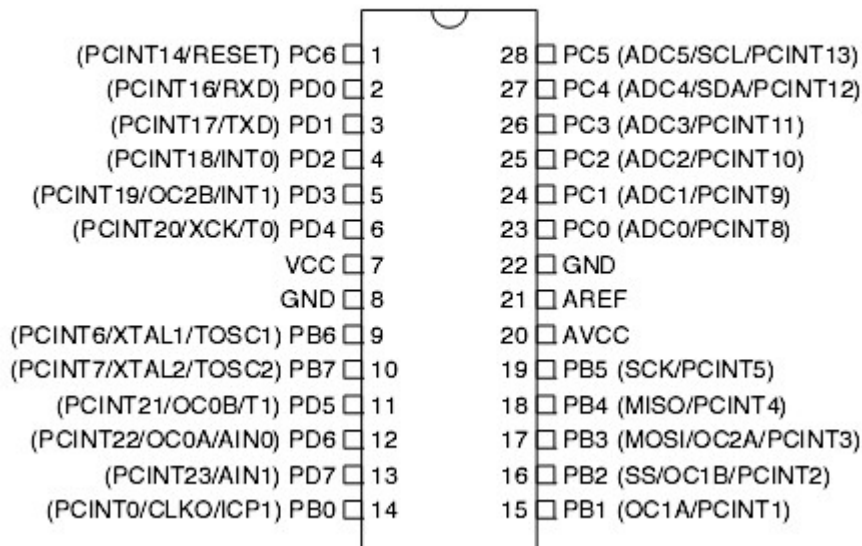 (PCINT14/RESET) PC6 1 28 PC5 (ADC5/SCL/PCINT13)
(PCINT16/RXD) PD0 2 27 PC4 (ADC4/SDA/PCINT12)
(PCINT17/TXD) PD1 3 26 PC3 (ADC3/PCINT11)
(PCINT18/INT0) PD2 4 25 PC2 (ADC2/PCINT10)
(PCINT19/OC2B/INT1) PD3 5 24 PC1 (ADC1/PCINT9)
(PCINT20/XCK/T0) PD4 6 23 PC0 (ADC0/PCINT8)
VCC 7 22 GND
GND 8 21 AREF
(PCINT6/XTAL1/TOSC1) PB6 9 20 AVCC
(PCINT7/XTAL2/TOSC2) PB7 10 19 PB5 (SCK/PCINT5)
(PCINT21/OC0B/T1) PD5 11 18 PB4 (MISO/PCINT4)
(PCINT22/OC0A/AIN0) PD6 12 17 PB3 (MOSI/OC2A/PCINT3)
(PCINT23/AIN1) PD7 13 16 PB2 (SS/OC1B/PCINT2)
(PCINT0/CLKO/ICP1) PB0 14 15 PB1 (OC1A/PCINT1)